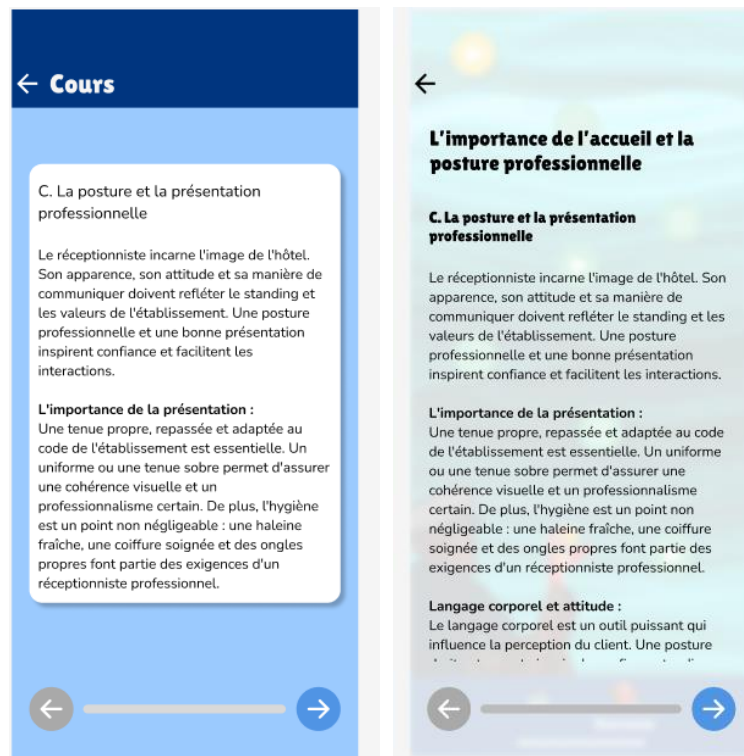 Cours
C. La posture et la présentation
professionnelle
Le réceptionniste incarne l'image de l'hôtel.
Son apparence, son attitude et sa manière de
communiquer doivent refléter le standing et
les valeurs de l'établissement. Une posture
professionnelle et une bonne présentation
inspirent confiance et facilitent les
interactions.
L'importance de la présentation :
Une tenue propre, repassée et adaptée au
code de l'établissement est essentielle. Un
uniforme ou une tenue sobre permet d'assurer
une cohérence visuelle et un
professionnalisme certain. De plus, l'hygiène
est un point non négligeable : une haleine
fraîche, une coiffure soignée et des ongles
propres font partie des exigences d'un
réceptionniste professionnel.
L'importance de l'accueil et la
posture professionnelle
C. La posture et la présentation
professionnelle
Le réceptionniste incarne l'image de l'hôtel. Son
apparence, son attitude et sa manière de
communiquer doivent refléter le standing et les
valeurs de l'établissement. Une posture
professionnelle et une bonne présentation
inspirent confiance et facilitent les interactions.
L'importance de la présentation :
Une tenue propre, repassée et adaptée au code
de l'établissement est essentielle. Un uniforme
ou une tenue sobre permet d'assurer une
cohérence visuelle et un professionnalisme
certain. De plus, l'hygiène est un point non
négligeable : une haleine fraîche, une coiffure
soignée et des ongles propres font partie des
exigences d'un réceptionniste professionnel.
Langage corporel et attitude :
Le langage corporel est un outil puissant qui
influence la perception du client. Une posture